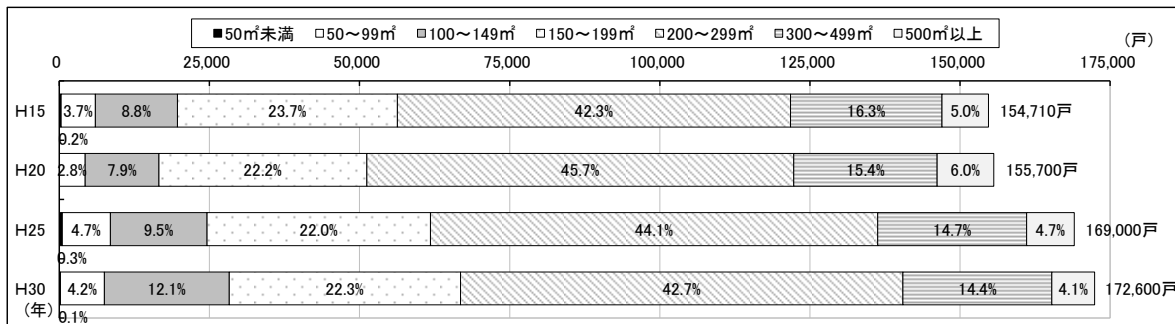 ■50㎡未満 □50～99㎡ □100～149㎡ □150～199㎡ □200～299㎡ □300～499㎡ □500㎡以上
(戸)
0 25,000 50,000 75,000 100,000 125,000 150,000 175,000
H15 3.7% 8.8% 23.7% 42.3% 16.3% 5.0% 154,710戸
0.2%
H20 2.8% 7.9% 22.2% 45.7% 15.4% 6.0% 155,700戸
H25 4.7% 9.5% 22.0% 44.1% 14.7% 4.7% 169,000戸
0.3%
H30 4.2% 12.1% 22.3% 42.7% 14.4% 4.1% 172,600戸
(年)
0.1%